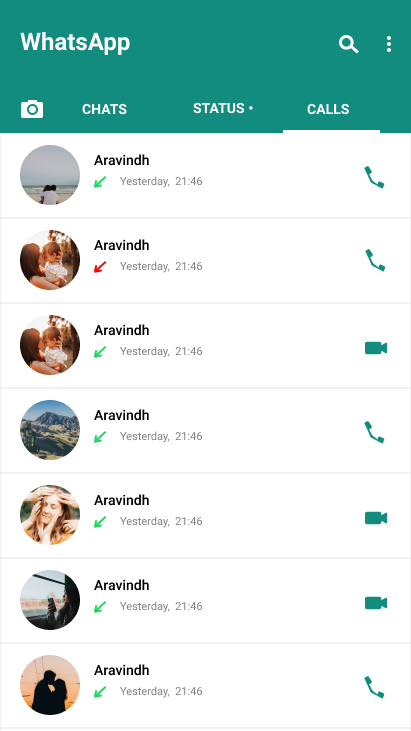 WhatsApp
CHATS STATUS • CALLS
Aravindh
Yesterday, 21:46
Aravindh
Yesterday, 21:46
Aravindh
Yesterday, 21:46
Aravindh
Yesterday, 21:46
Aravindh
Yesterday, 21:46
Aravindh
Yesterday, 21:46
Aravindh
Yesterday, 21:46